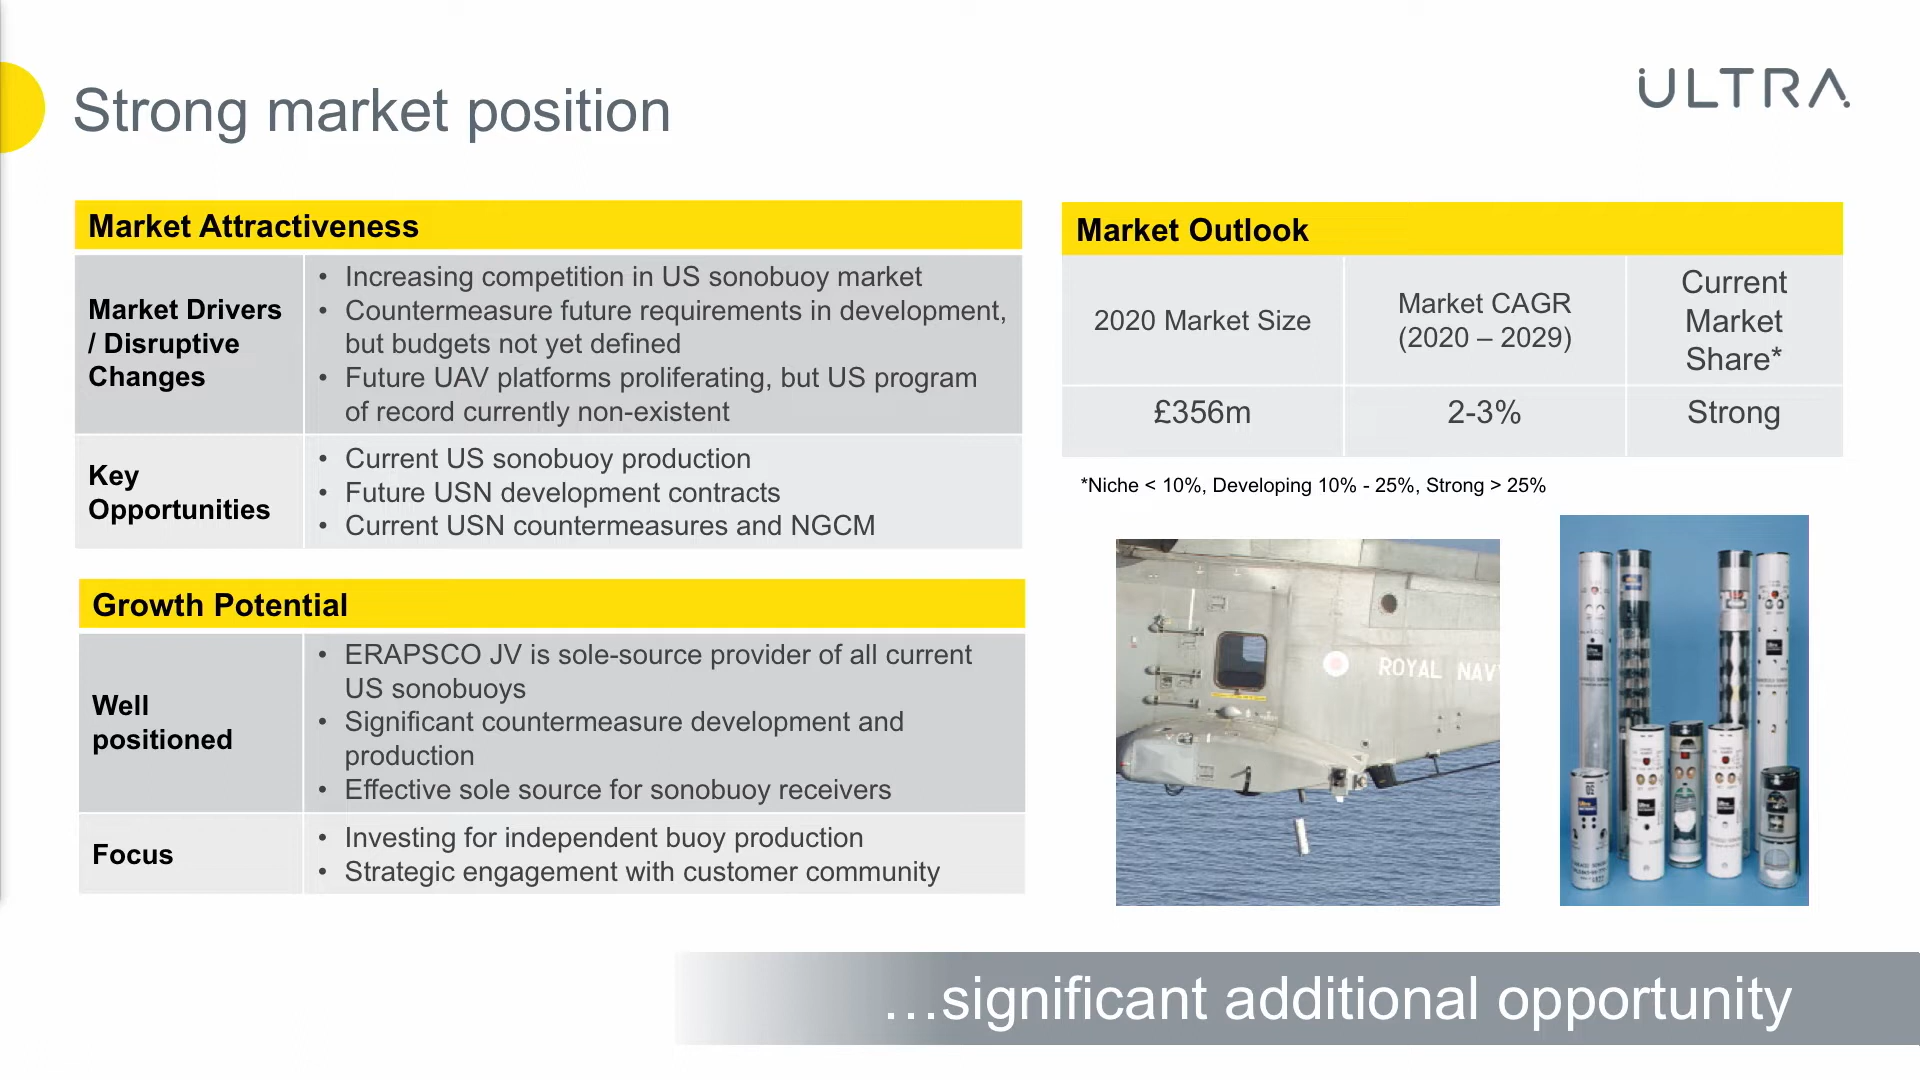 Strong market position
ULTRA
Market Attractiveness
Market Drivers
/ Disruptive
Changes
• Increasing competition in US sonobuoy market
• Countermeasure future requirements in development,
but budgets not yet defined
• Future UAV platforms proliferating, but US program
of record currently non-existent
Key
Opportunities
• Current US sonobuoy production
• Future USN development contracts
• Current USN countermeasures and NGCM
Growth Potential
Well
positioned
• ERAPSCO JV is sole-source provider of all current
US sonobuoys
• Significant countermeasure development and
production
• Effective sole source for sonobuoy receivers
Focus
• Investing for independent buoy production
• Strategic engagement with customer community
Market Outlook
2020 Market Size
Market CAGR
(2020 – 2029)
Current
Market
Share*
£356m
2-3%
Strong
*Niche < 10%, Developing 10% - 25%, Strong > 25%
ROYAL NAV
…significant additional opportunity